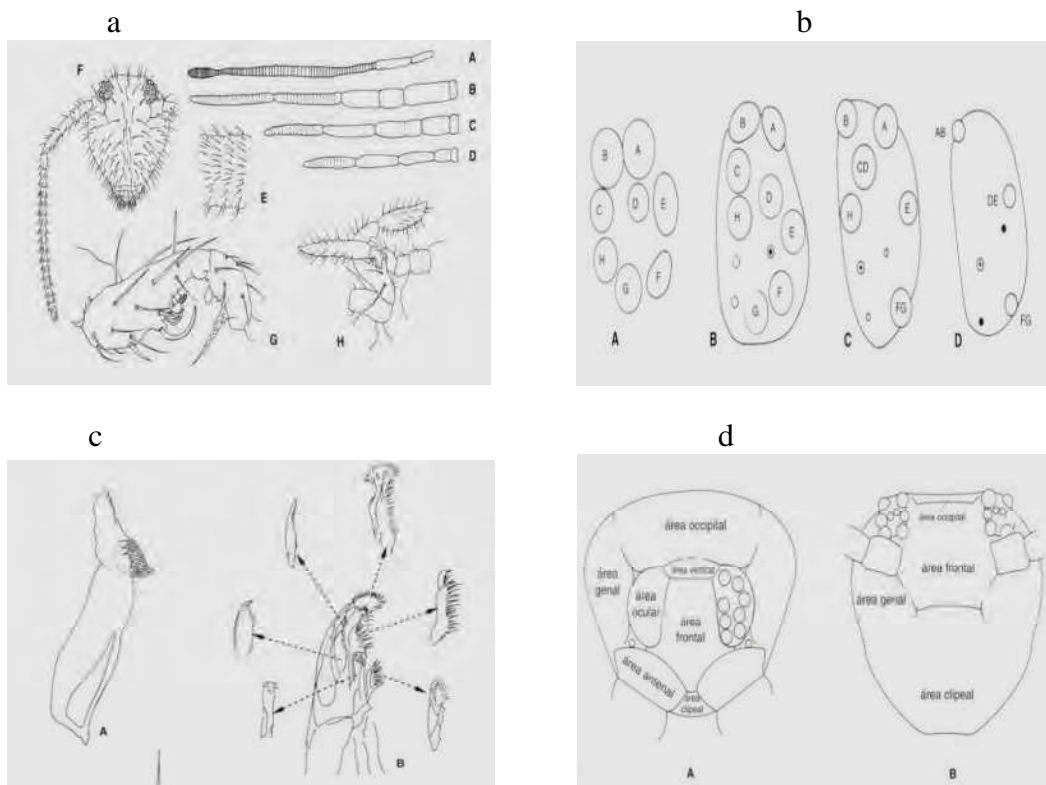 a
F
A
B
C
D
E
G
H
b
B A
C D E
H
G F
A
B A
C D
H E
G F
B
B A
CD
H E
FG
C
AB
DE
FG
D
c
A
B
d
área occipital
área vertical
área
genal
área
ocular
área
frontal
área antenal
área
clipeal
A
área occipital
área frontal
área genal
área clipeal
B